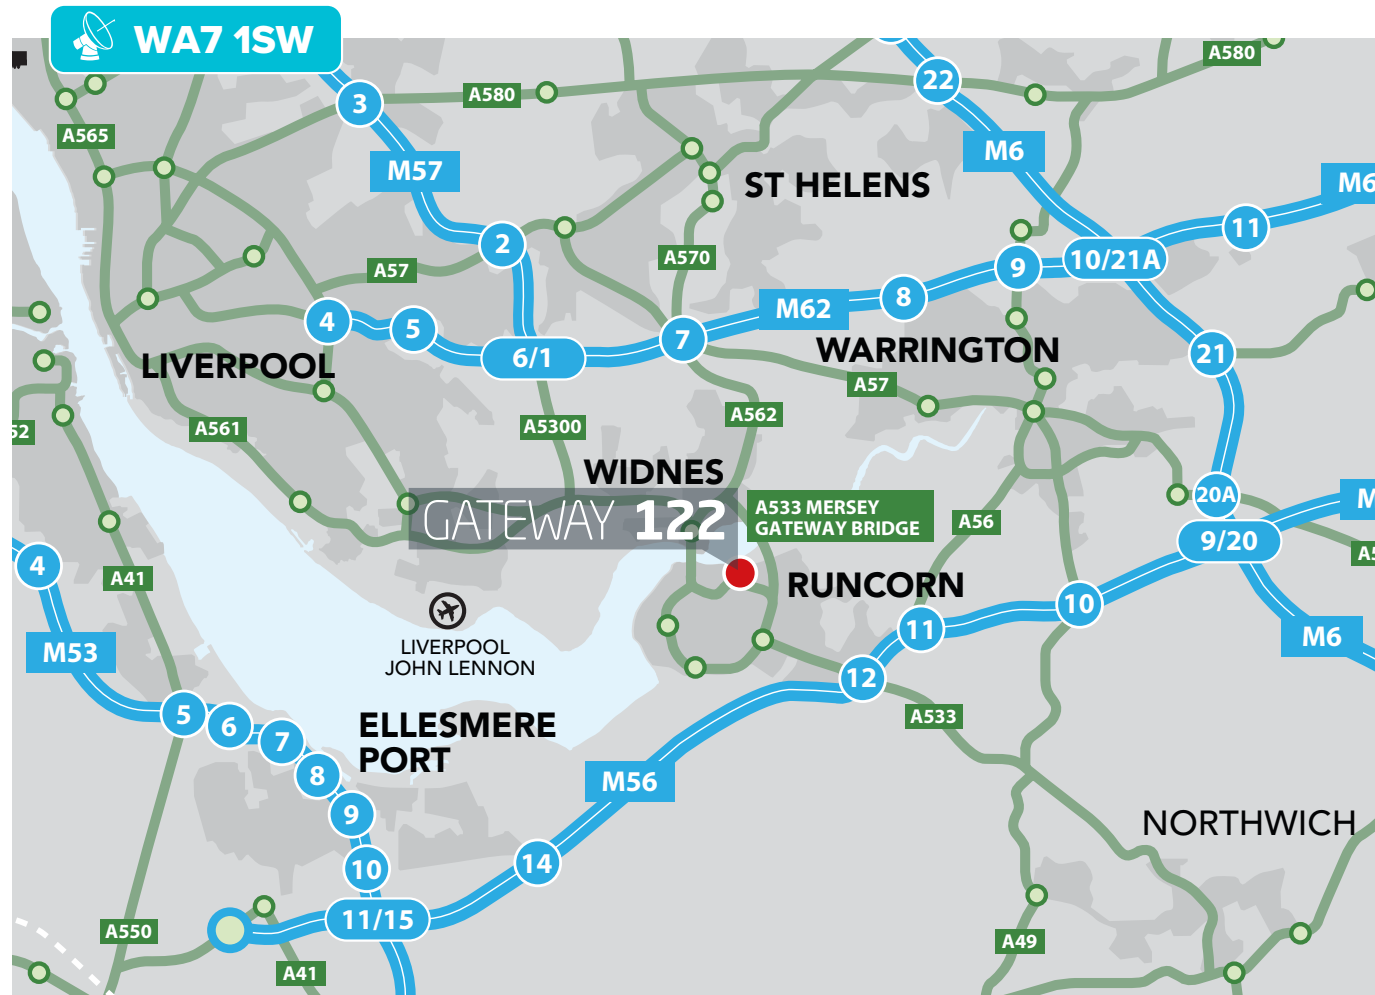 WA7 1SW
A580
22
3
A580
A565
M6
M57
ST HELENS
M6
11
2
A570
10/21A
A57
9
8
M62
4
5
7
WARRINGTON
21
6/1
LIVERPOOL
A57
A562
A5300
A561
52
WIDNES
20A
M
GATEWAY 122
A533 MERSEY
GATEWAY BRIDGE
A56
9/20
A5
4
A41
RUNCORN
10
LIVERPOOL
JOHN LENNON
11
M6
M53
12
5
6
7
A533
ELLESMERE
PORT
8
M56
9
NORTHWICH
10
14
11/15
A550
A49
A41